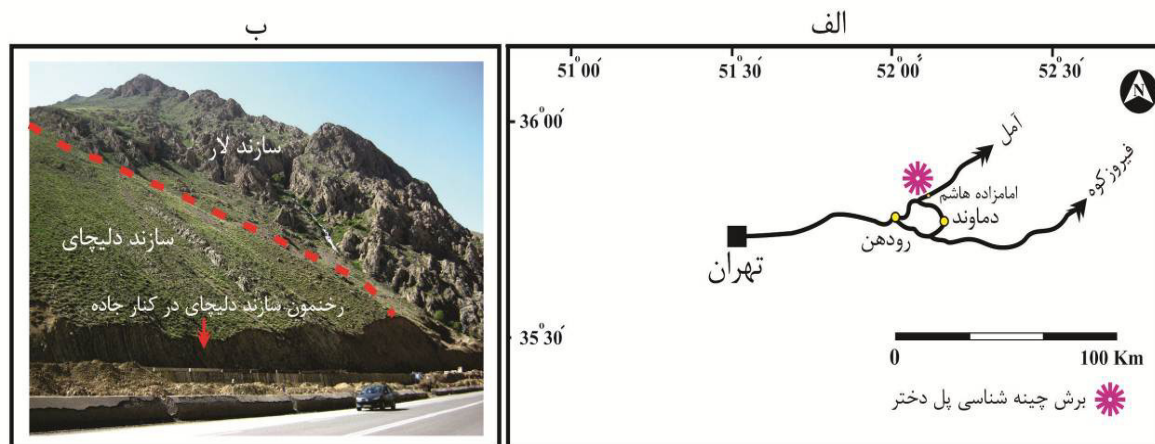 ب
الف
سازند لار
سازند دلیچای
رخنمون سازند دلیچای در کنار جاده
51°00′
51°30′
52°00′
52°30′
36°00′
35°30′
N
آمل
فیروزکوه
امامزاده هاشم
دماوند
رودهن
تهران
0
100 Km
برش چینه شناسی پل دختر